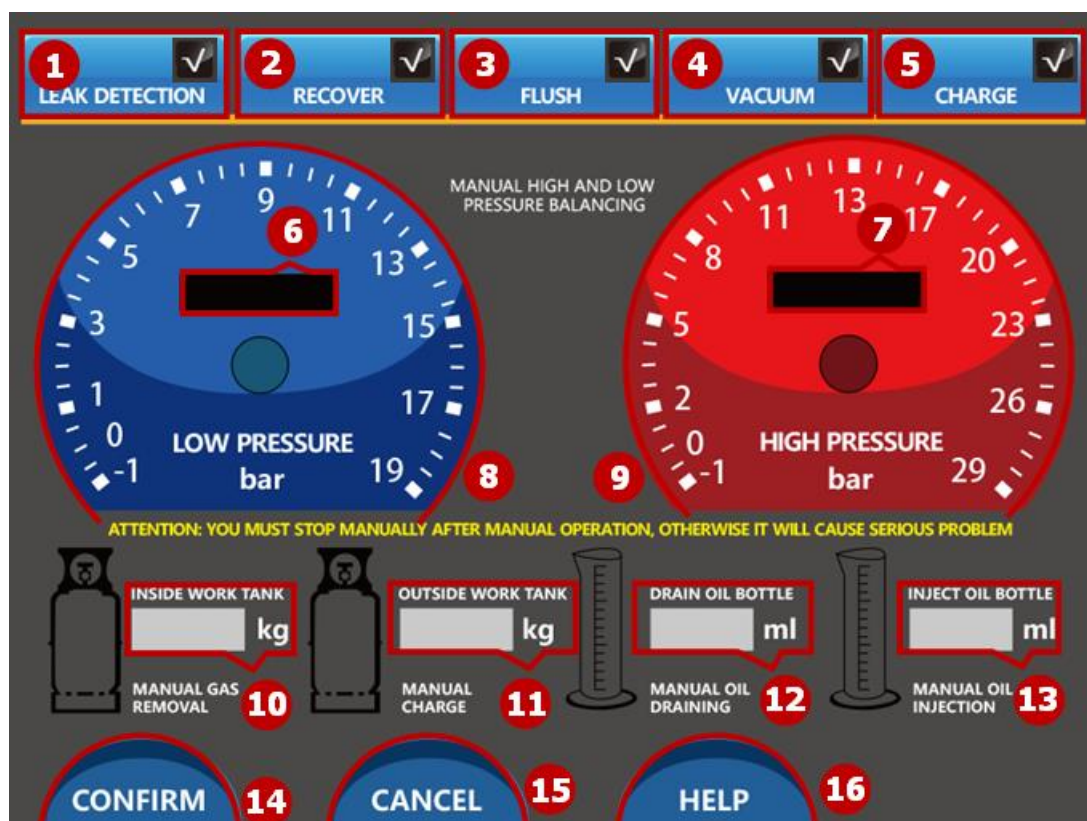 1 √ 2 √ 3 √ 4 √ 5 √
LEAK DETECTION RECOVER FLUSH VACUUM CHARGE
MANUAL HIGH AND LOW
PRESSURE BALANCING
-1 0 1 3 5 7 9 11 13 15 17 19
6
LOW PRESSURE
bar
8
-1 0 2 5 8 11 13 17 20 23 26 29
7
HIGH PRESSURE
bar
9
ATTENTION: YOU MUST STOP MANUALLY AFTER MANUAL OPERATION, OTHERWISE IT WILL CAUSE SERIOUS PROBLEM
INSIDE WORK TANK
kg
MANUAL GAS
REMOVAL
10
OUTSIDE WORK TANK
kg
MANUAL
CHARGE
11
DRAIN OIL BOTTLE
ml
MANUAL OIL
DRAINING
12
INJECT OIL BOTTLE
ml
MANUAL OIL
INJECTION
13
CONFIRM 14
CANCEL 15
HELP 16